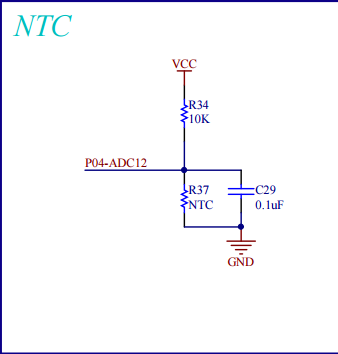 NTC
VCC
R34
10K
P04-ADC12
R37
NTC
C29
0.1uF
GND